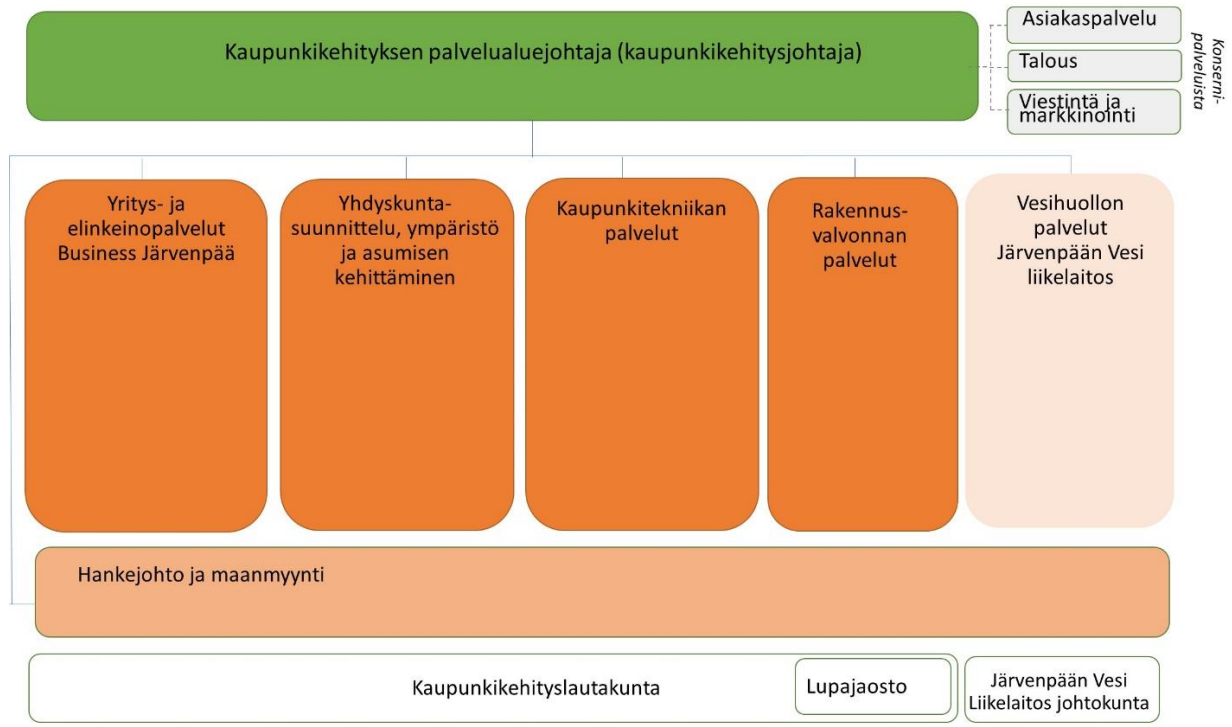 Kaupunkikehityksen palvelualuejohtaja (kaupunkikehitysjohtaja)
Asiakaspalvelu
Talous
Viestintä ja
markkinointi
Konserni-
palveluista
Yritys- ja
elinkeinopalvelut
Business Järvenpää
Yhdyskunta-
suunnittelu, ympäristö
ja asumisen
kehittäminen
Kaupunkitekniikan
palvelut
Rakennus-
valvonnan
palvelut
Vesihuollon
palvelut
Järvenpään Vesi
liikelaitos
Hankejohto ja maanmyynti
Kaupunkikehityslautakunta
Lupajaosto
Järvenpään Vesi
Liikelaitos johtokunta